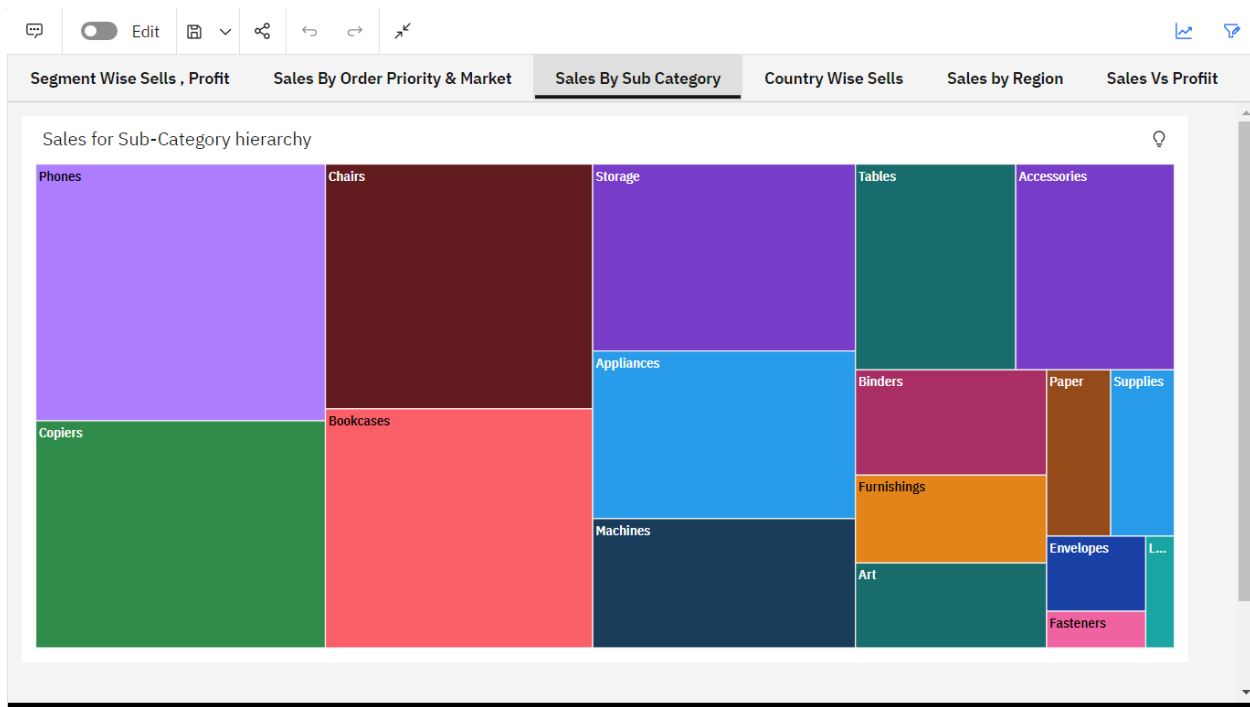 Edit
Segment Wise Sells , Profit
Sales By Order Priority & Market
Sales By Sub Category
Country Wise Sells
Sales by Region
Sales Vs Profiit
Sales for Sub-Category hierarchy
Phones
Chairs
Storage
Tables
Accessories
Appliances
Binders
Paper
Supplies
Bookcases
Copiers
Furnishings
Machines
Envelopes
L...
Art
Fasteners